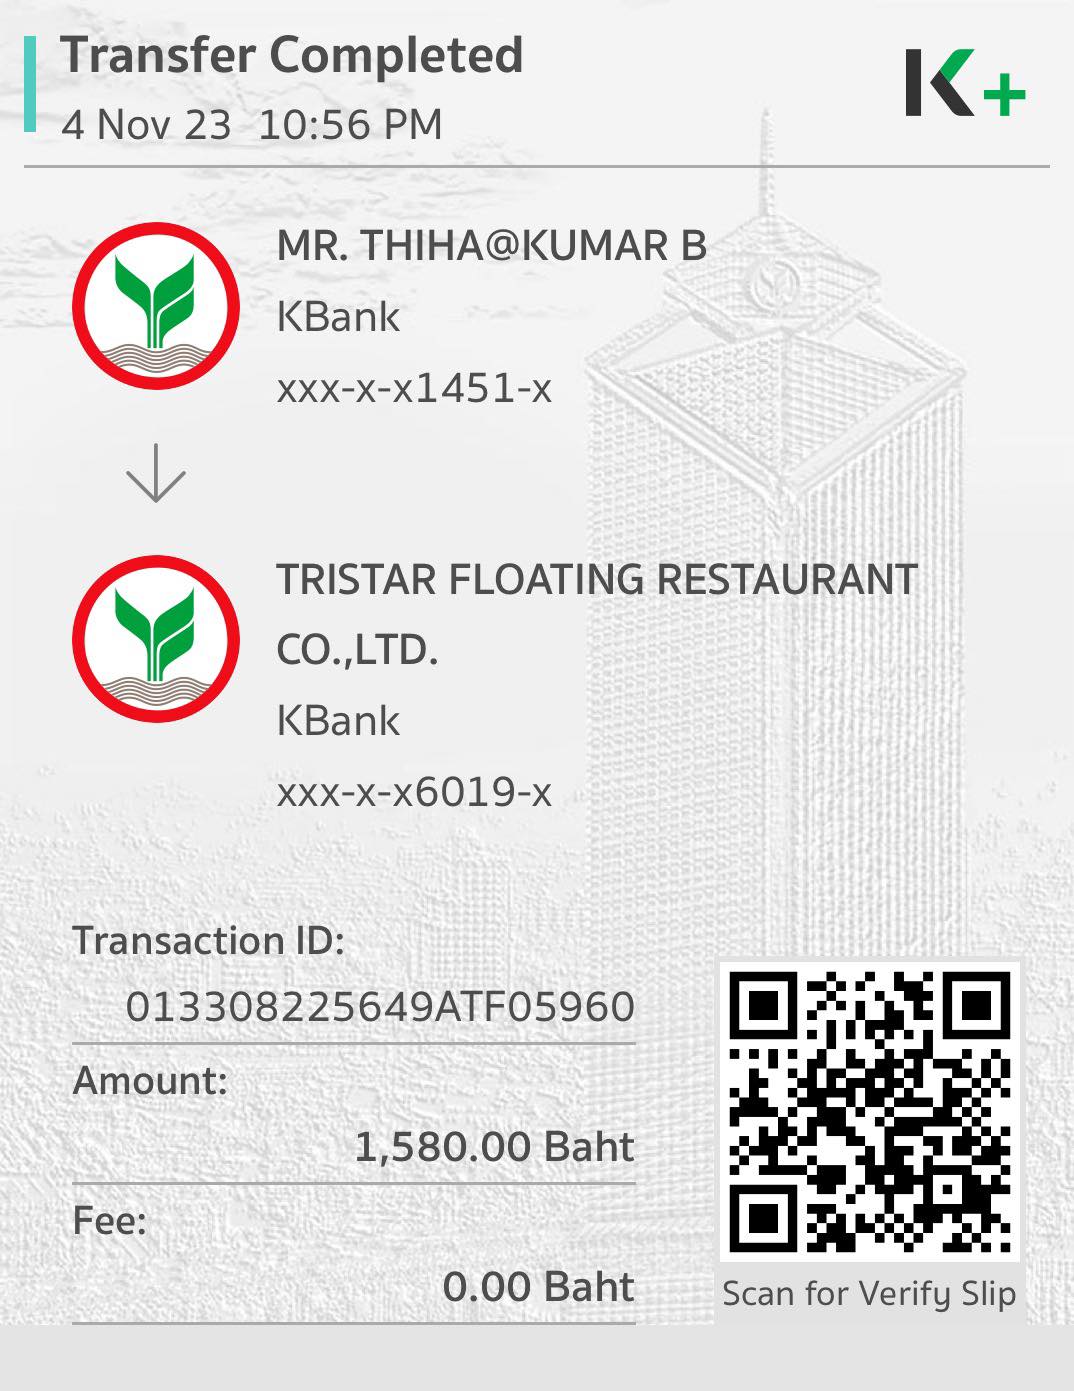 Transfer Completed
4 Nov 23 10:56 PM
K+
MR. THIHA@KUMAR B
KBank
xxx-x-x1451-x
TRISTAR FLOATING RESTAURANT
CO.,LTD.
KBank
xxx-x-x6019-x
Transaction ID:
013308225649ATF05960
Amount:
1,580.00 Baht
Fee:
0.00 Baht
Scan for Verify Slip